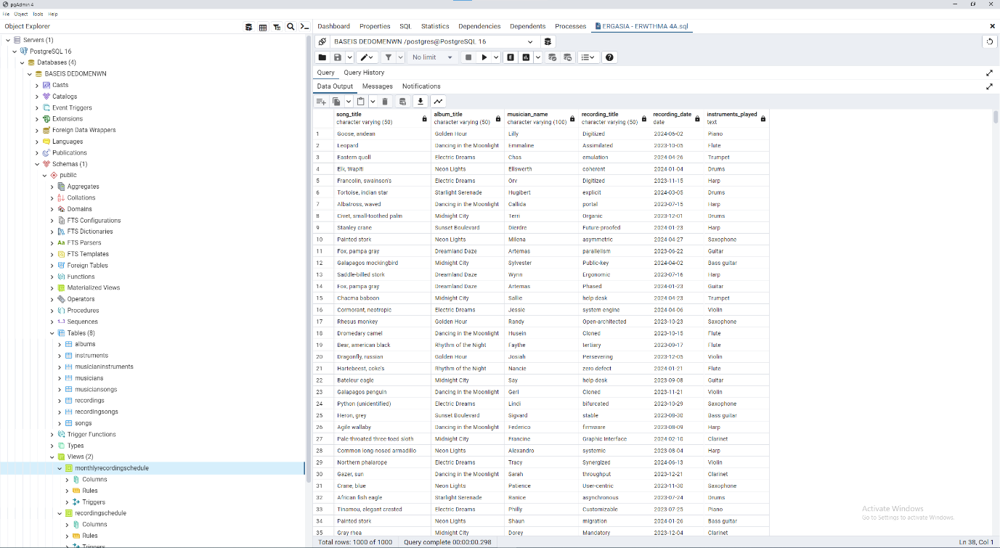 pgAdmin 4
File Object Tools Help
Object Explorer
Dashboard Properties SQL Statistics Dependencies Dependents Processes ERGASIA - ERWTHMA 4A.sql
Servers (1)
PostgreSQL 16
Databases (4)
BASEIS DEDOMENWN
Casts
Catalogs
Event Triggers
Extensions
Foreign Data Wrappers
Languages
Publications
Schemas (1)
public
Aggregates
Collations
Domains
FTS Configurations
FTS Dictionaries
Aa FTS Parsers
FTS Templates
Foreign Tables
Functions
Materialized Views
Operators
Procedures
1..3 Sequences
Tables (8)
albums
instruments
musicianinstruments
musicians
musiciansongs
recordings
recordingsongs
songs
Trigger Functions
Types
Views (2)
monthlyrecordingschedule
Columns
Rules
Triggers
recordingschedule
Columns
Rules
Triggers
BASEIS DEDOMENWN /postgres@PostgreSQL 16
No limit
Query Query History
Data Output Messages Notifications
song_title album_title musician_name recording_title recording_date instruments_played
character varying (50) character varying (50) character varying (100) character varying (50) date text
1 Goose, andean Golden Hour Lilly Digitized 2024-06-02 Piano
2 Leopard Dancing in the Moonlight Emmaline Assimilated 2023-10-05 Flute
3 Eastern quoll Electric Dreams Chas emulation 2024-04-26 Trumpet
4 Elk, Wapiti Neon Lights Ellsworth coherent 2024-01-04 Drums
5 Francolin, swainson's Electric Dreams Orv Digitized 2023-11-15 Harp
6 Tortoise, indian star Starlight Serenade Hugibert explicit 2024-03-05 Drums
7 Albatross, waved Dancing in the Moonlight Callida portal 2023-07-15 Harp
8 Civet, small-toothed palm Midnight City Terri Organic 2023-12-01 Drums
9 Stanley crane Sunset Boulevard Dierdre Future-proofed 2024-01-23 Harp
10 Painted stork Neon Lights Milena asymmetric 2024-04-27 Saxophone
11 Fox, pampa gray Dreamland Daze Artemas parallelism 2023-06-22 Guitar
12 Galapagos mockingbird Midnight City Sylvester Public-key 2024-04-02 Bass guitar
13 Saddle-billed stork Dreamland Daze Wynn Ergonomic 2023-07-16 Harp
14 Fox, pampa gray Dreamland Daze Artemas Phased 2024-01-23 Guitar
15 Chacma baboon Midnight City Sallie help-desk 2024-04-23 Trumpet
16 Cormorant, neotropic Electric Dreams Jessie system engine 2024-04-06 Violin
17 Rhesus monkey Golden Hour Randy Open-architected 2023-10-23 Saxophone
18 Dromedary camel Dancing in the Moonlight Husein Cloned 2023-10-15 Flute
19 Bear, american black Rhythm of the Night Faythe tertiary 2023-09-17 Flute
20 Dragonfly, russian Golden Hour Josiah Persevering 2023-12-05 Violin
21 Hartebeest, coke's Rhythm of the Night Nancie zero defect 2024-01-21 Flute
22 Bateleur eagle Midnight City Say help-desk 2023-09-08 Guitar
23 Galapagos penguin Dancing in the Moonlight Geri Cloned 2023-11-21 Violin
24 Python (unidentified) Electric Dreams Lindi bifurcated 2023-10-29 Saxophone
25 Heron, grey Sunset Boulevard Sigvard stable 2023-08-30 Bass guitar
26 Agile wallaby Dancing in the Moonlight Federico firmware 2023-08-09 Harp
27 Pale-throated three-toed sloth Midnight City Francine Graphic Interface 2024-02-10 Clarinet
28 Common long-nosed armadillo Neon Lights Alexandro systemic 2023-08-04 Harp
29 Northern phalarope Electric Dreams Tracy Synergized 2024-06-13 Violin
30 Gazer, sun Dancing in the Moonlight Sarah throughput 2023-12-21 Clarinet
31 Crane, blue Neon Lights Patience User-centric 2023-11-30 Saxophone
32 African fish eagle Starlight Serenade Ranice asynchronous 2023-07-24 Drums
33 Tinamou, elegant crested Electric Dreams Philly Customizable 2023-07-25 Piano
34 Painted stork Neon Lights Shaun migration 2024-01-26 Bass guitar
35 Gray rhea Midnight City Dorey Mandatory 2023-12-04 Clarinet
Activate Windows
Go to Settings to activate Windows.
Total rows: 1000 of 1000 Query complete 00:00:00.298 Ln 38, Col 1